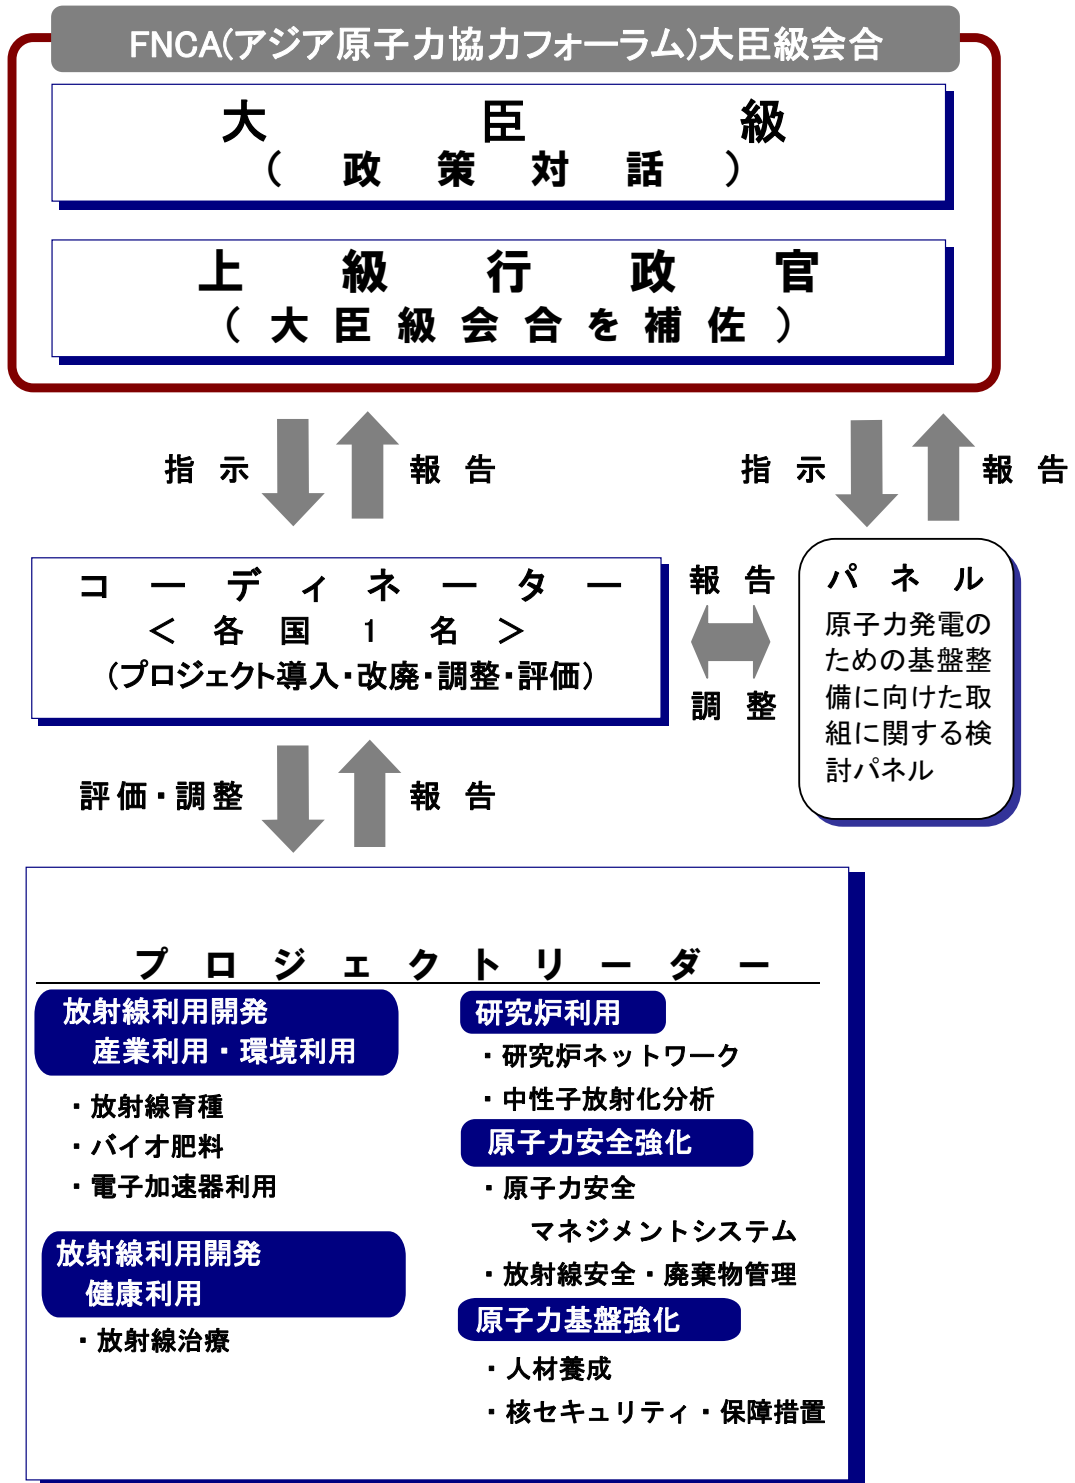 FNCA(アジア原子力協力フォーラム)大臣級会合
大臣級
(政策対話)
上級行政官
(大臣級会合を補佐)
指示
報告
指示
報告
コーディネーター
<各国1名>
(プロジェクト導入・改廃・調整・評価)
報告
調整
パネル
原子力発電の
ための基盤整
備に向けた取
組に関する検
討パネル
評価・調整
報告
プロジェクトリーダー
放射線利用開発
産業利用・環境利用
・放射線育種
・バイオ肥料
・電子加速器利用
放射線利用開発
健康利用
・放射線治療
研究炉利用
・研究炉ネットワーク
・中性子放射化分析
原子力安全強化
・原子力安全
マネジメントシステム
・放射線安全・廃棄物管理
原子力基盤強化
・人材養成
・核セキュリティ・保障措置